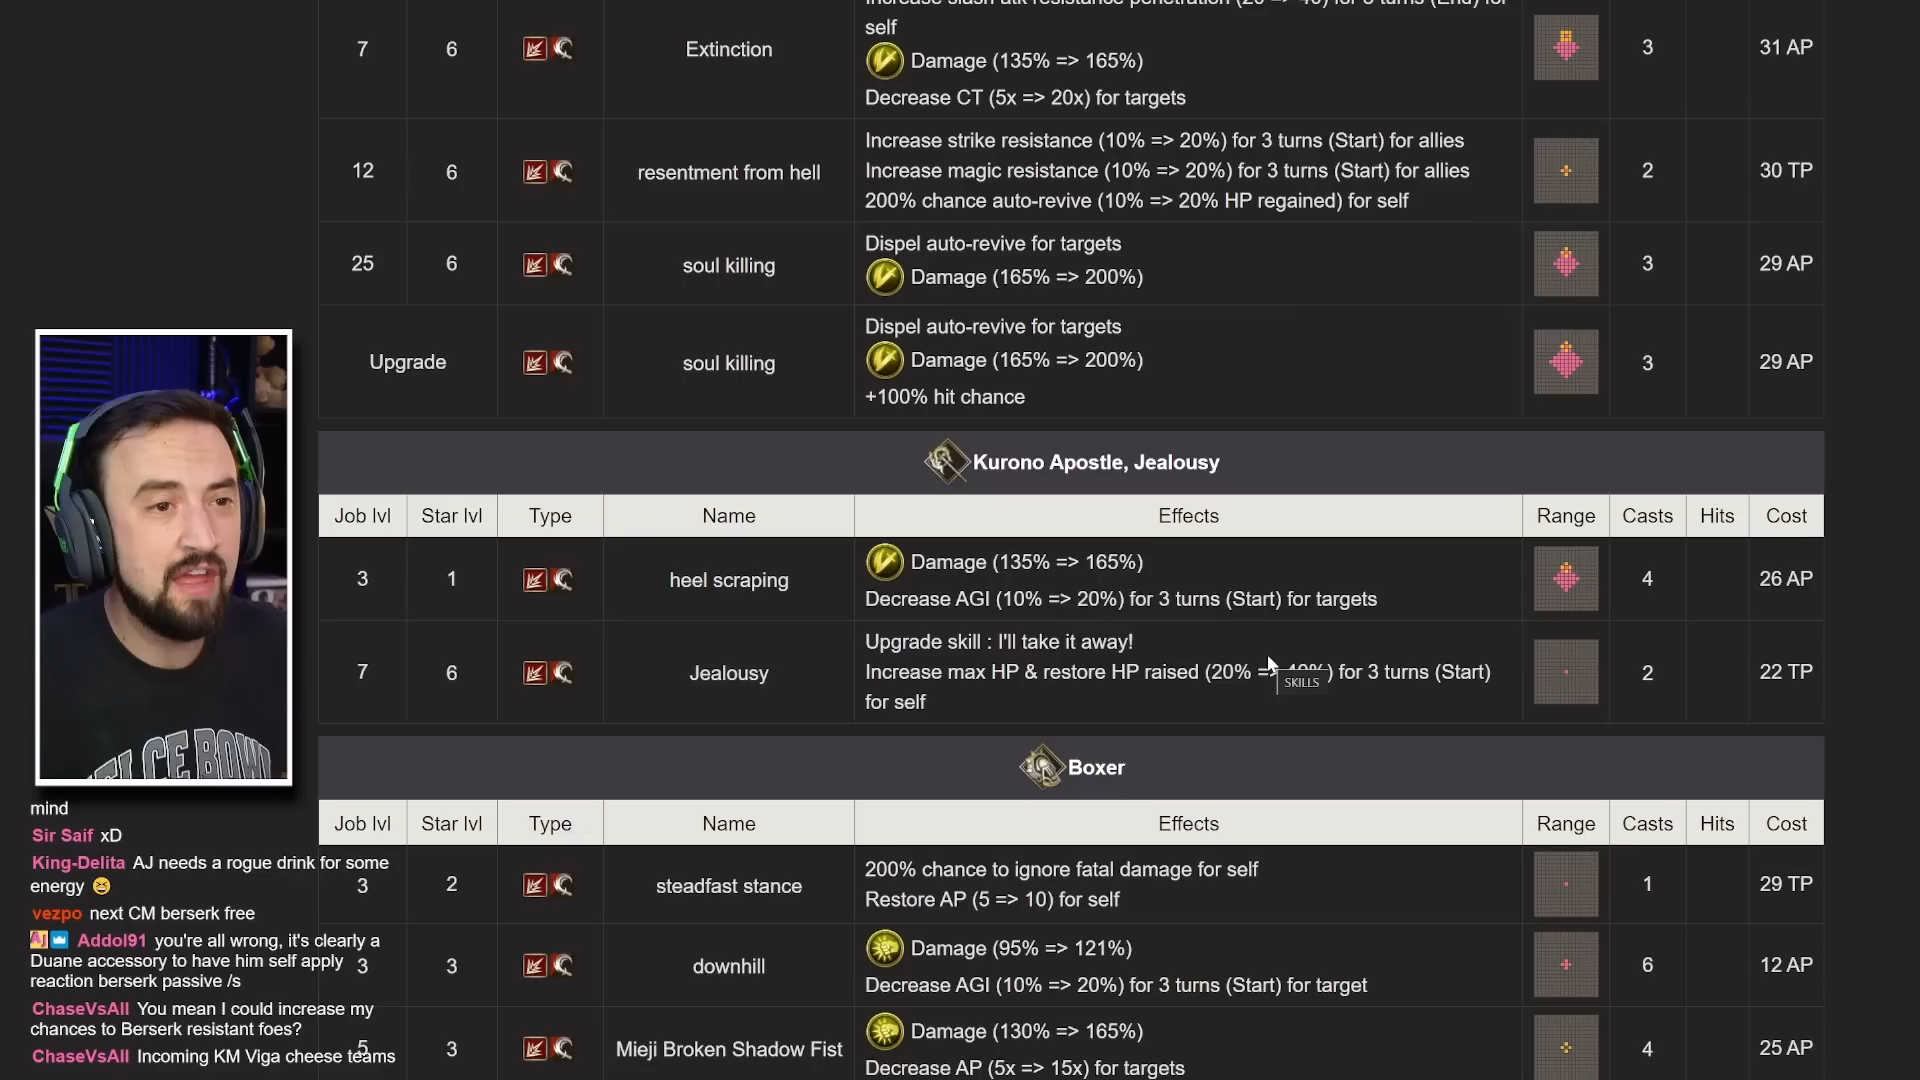 self
7 6 Extinction Damage (135% => 165%) 3 31 AP
Decrease CT (5x => 20x) for targets
Increase strike resistance (10% => 20%) for 3 turns (Start) for allies
12 6 resentment from hell Increase magic resistance (10% => 20%) for 3 turns (Start) for allies 2 30 TP
200% chance auto-revive (10% => 20% HP regained) for self
Dispel auto-revive for targets
25 6 soul killing 3 29 AP
Damage (165% => 200%)
Dispel auto-revive for targets
Upgrade soul killing Damage (165% => 200%) 3 29 AP
+100% hit chance
Kurono Apostle, Jealousy
Job lvl Star lvl Type Name Effects Range Casts Hits Cost
Damage (135% => 165%)
3 1 heel scraping 4 26 AP
Decrease AGI (10% => 20%) for 3 turns (Start) for targets
Upgrade skill : I'll take it away!
7 6 Jealousy Increase max HP & restore HP raised (20% => 40%) for 3 turns (Start) 2 22 TP
SKILLS
for self
Boxer
Job lvl Star lvl Type Name Effects Range Casts Hits Cost
200% chance to ignore fatal damage for self
3 2 steadfast stance 1 29 TP
Restore AP (5 => 10) for self
Damage (95% => 121%)
3 3 downhill 6 12 AP
Decrease AGI (10% => 20%) for 3 turns (Start) for target
Damage (130% => 165%)
5 3 Mieji Broken Shadow Fist 4 25 AP
Decrease AP (5x => 15x) for targets
mind
Sir Saif xD
King-Delita AJ needs a rogue drink for some
energy 😆
vezpo next CM berserk free
AJ Addol91 you're all wrong, it's clearly a
Duane accessory to have him self apply
reaction berserk passive /s
ChaseVsAll You mean I could increase my
chances to Berserk resistant foes?
ChaseVsAll Incoming KM Viga cheese teams